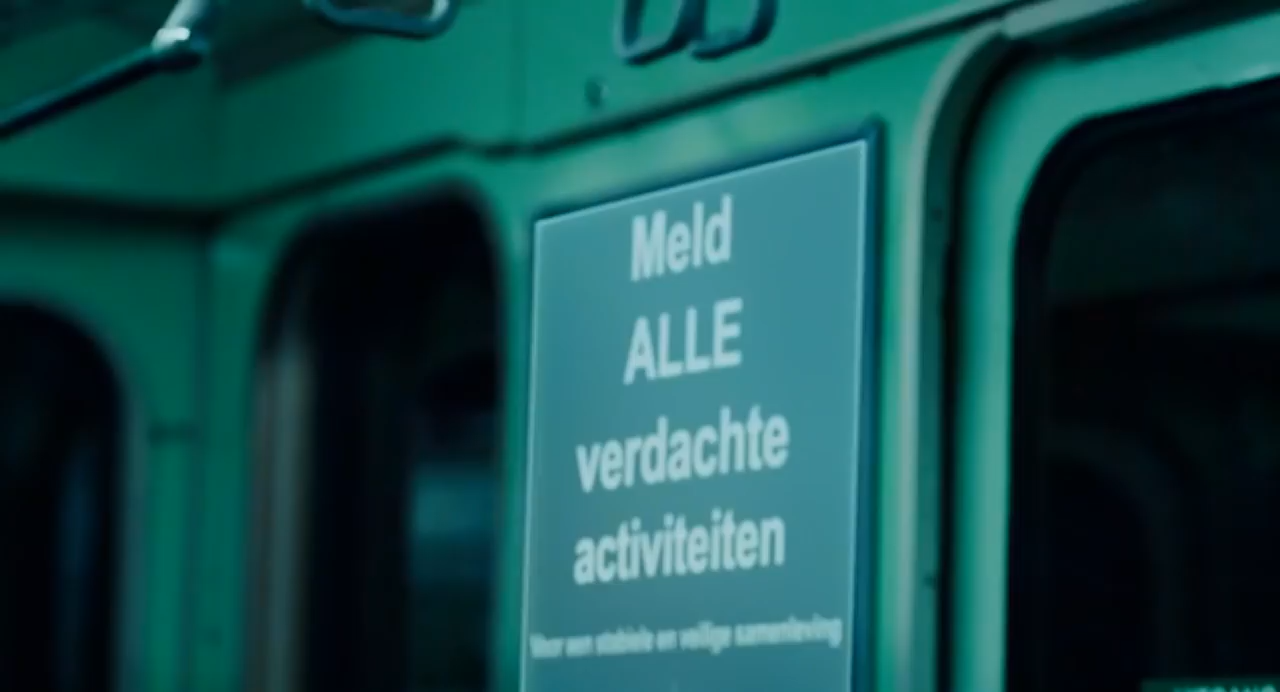 Meld
ALLE
verdachte
activiteiten
Voor een stabiele en veilige samenleving